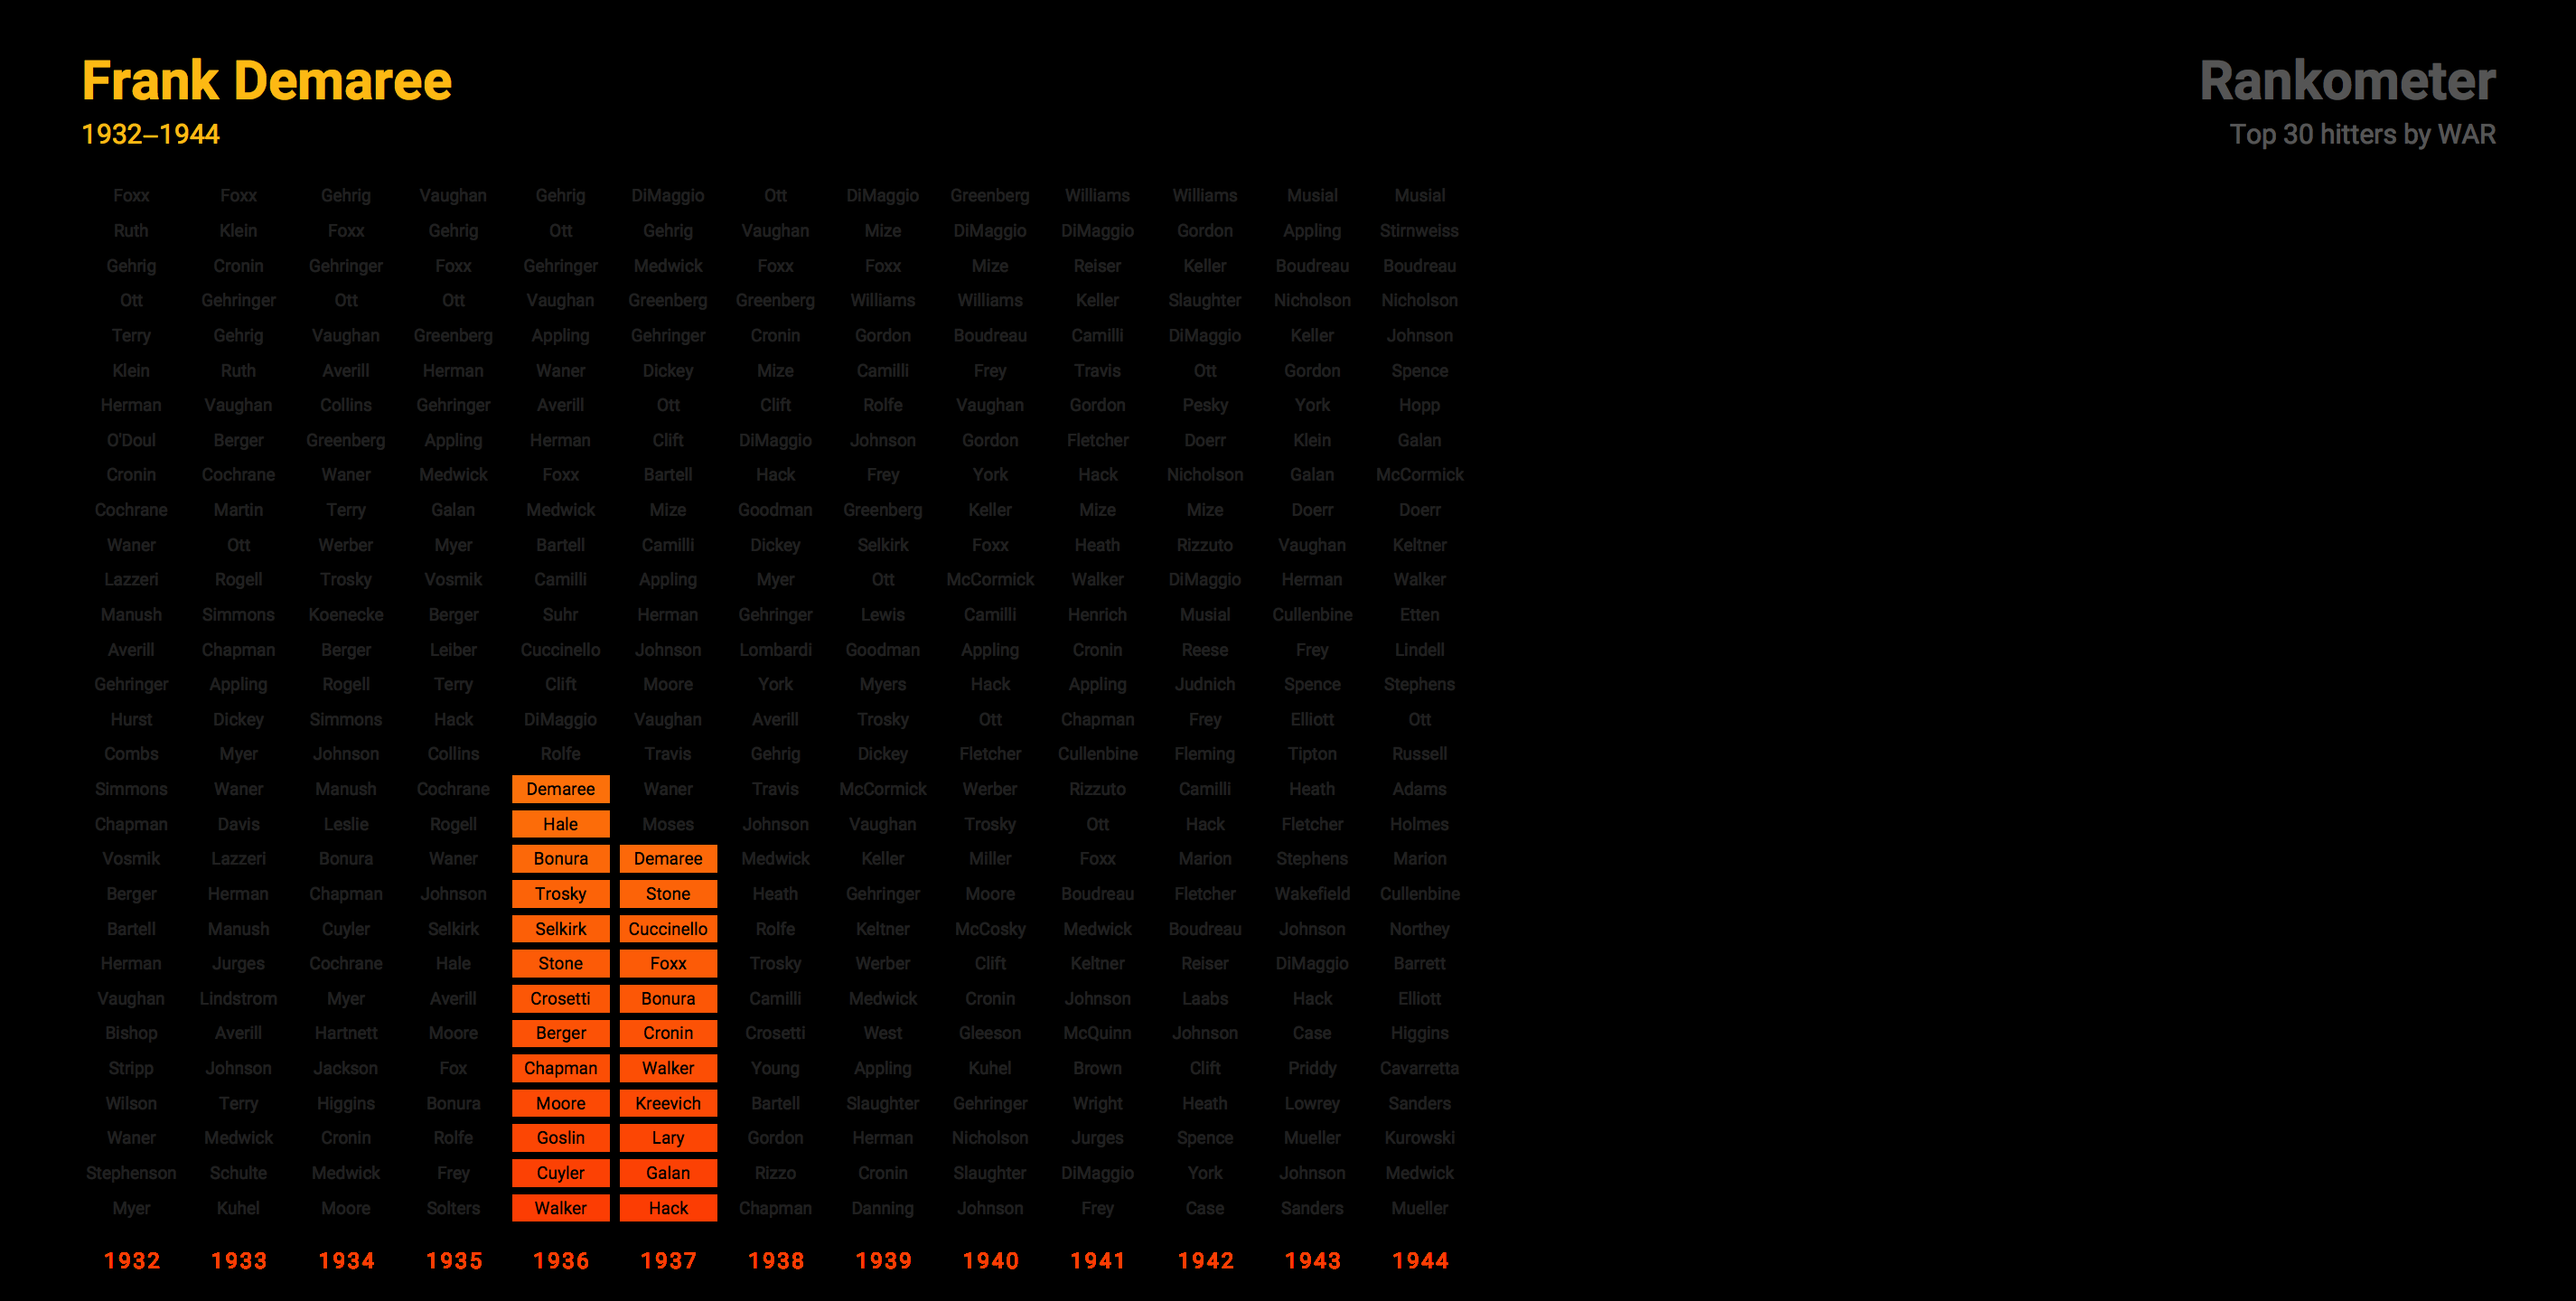 Frank Demaree
1932–1944
Rankometer
Top 30 hitters by WAR
Foxx Foxx Gehrig Vaughan Gehrig DiMaggio Ott DiMaggio Greenberg Williams Williams Musial Musial
Ruth Klein Foxx Gehrig Ott Gehrig Vaughan Mize DiMaggio DiMaggio Gordon Appling Stirnweiss
Gehrig Cronin Gehringer Foxx Gehringer Medwick Foxx Foxx Mize Reiser Keller Boudreau Boudreau
Ott Gehringer Ott Ott Vaughan Greenberg Greenberg Williams Williams Keller Slaughter Nicholson Nicholson
Terry Gehrig Vaughan Greenberg Appling Gehringer Cronin Gordon Boudreau Camilli DiMaggio Keller Johnson
Klein Ruth Averill Herman Waner Dickey Mize Camilli Frey Travis Ott Gordon Spence
Herman Vaughan Collins Gehringer Averill Ott Clift Rolfe Vaughan Gordon Pesky York Hopp
O'Doul Berger Greenberg Appling Herman Clift DiMaggio Johnson Gordon Fletcher Doerr Klein Galan
Cronin Cochrane Waner Medwick Foxx Bartell Hack Frey York Hack Nicholson Galan McCormick
Cochrane Martin Terry Galan Medwick Mize Goodman Greenberg Keller Mize Mize Doerr Doerr
Waner Ott Werber Myer Bartell Camilli Dickey Selkirk Foxx Heath Rizzuto Vaughan Keltner
Lazzeri Rogell Trosky Vosmik Camilli Appling Myer Ott McCormick Walker DiMaggio Herman Walker
Manush Simmons Koenecke Berger Suhr Herman Gehringer Lewis Camilli Henrich Musial Cullenbine Etten
Averill Chapman Berger Leiber Cuccinello Johnson Lombardi Goodman Appling Cronin Reese Frey Lindell
Gehringer Appling Rogell Terry Clift Moore York Myers Hack Appling Judnich Spence Stephens
Hurst Dickey Simmons Hack DiMaggio Vaughan Averill Trosky Ott Chapman Frey Elliott Ott
Combs Myer Johnson Collins Rolfe Travis Gehrig Dickey Fletcher Cullenbine Fleming Tipton Russell
Simmons Waner Manush Cochrane Demaree Waner Travis McCormick Werber Rizzuto Camilli Heath Adams
Chapman Davis Leslie Rogell Hale Moses Johnson Vaughan Trosky Ott Hack Fletcher Holmes
Vosmik Lazzeri Bonura Waner Bonura Demaree Medwick Keller Miller Foxx Marion Stephens Marion
Berger Herman Chapman Johnson Trosky Stone Heath Gehringer Moore Boudreau Fletcher Wakefield Cullenbine
Bartell Manush Cuyler Selkirk Selkirk Cuccinello Rolfe Keltner McCosky Medwick Boudreau Johnson Northey
Herman Jurges Cochrane Hale Stone Foxx Trosky Werber Clift Keltner Reiser DiMaggio Barrett
Vaughan Lindstrom Myer Averill Crosetti Bonura Camilli Medwick Cronin Johnson Laabs Hack Elliott
Bishop Averill Hartnett Moore Berger Cronin Crosetti West Gleeson McQuinn Johnson Case Higgins
Stripp Johnson Jackson Fox Chapman Walker Young Appling Kuhel Brown Clift Priddy Cavarretta
Wilson Terry Higgins Bonura Moore Kreevich Bartell Slaughter Gehringer Wright Heath Lowrey Sanders
Waner Medwick Cronin Rolfe Goslin Lary Gordon Herman Nicholson Jurges Spence Mueller Kurowski
Stephenson Schulte Medwick Frey Cuyler Galan Rizzo Cronin Slaughter DiMaggio York Johnson Medwick
Myer Kuhel Moore Solters Walker Hack Chapman Danning Johnson Frey Case Sanders Mueller
1932 1933 1934 1935 1936 1937 1938 1939 1940 1941 1942 1943 1944